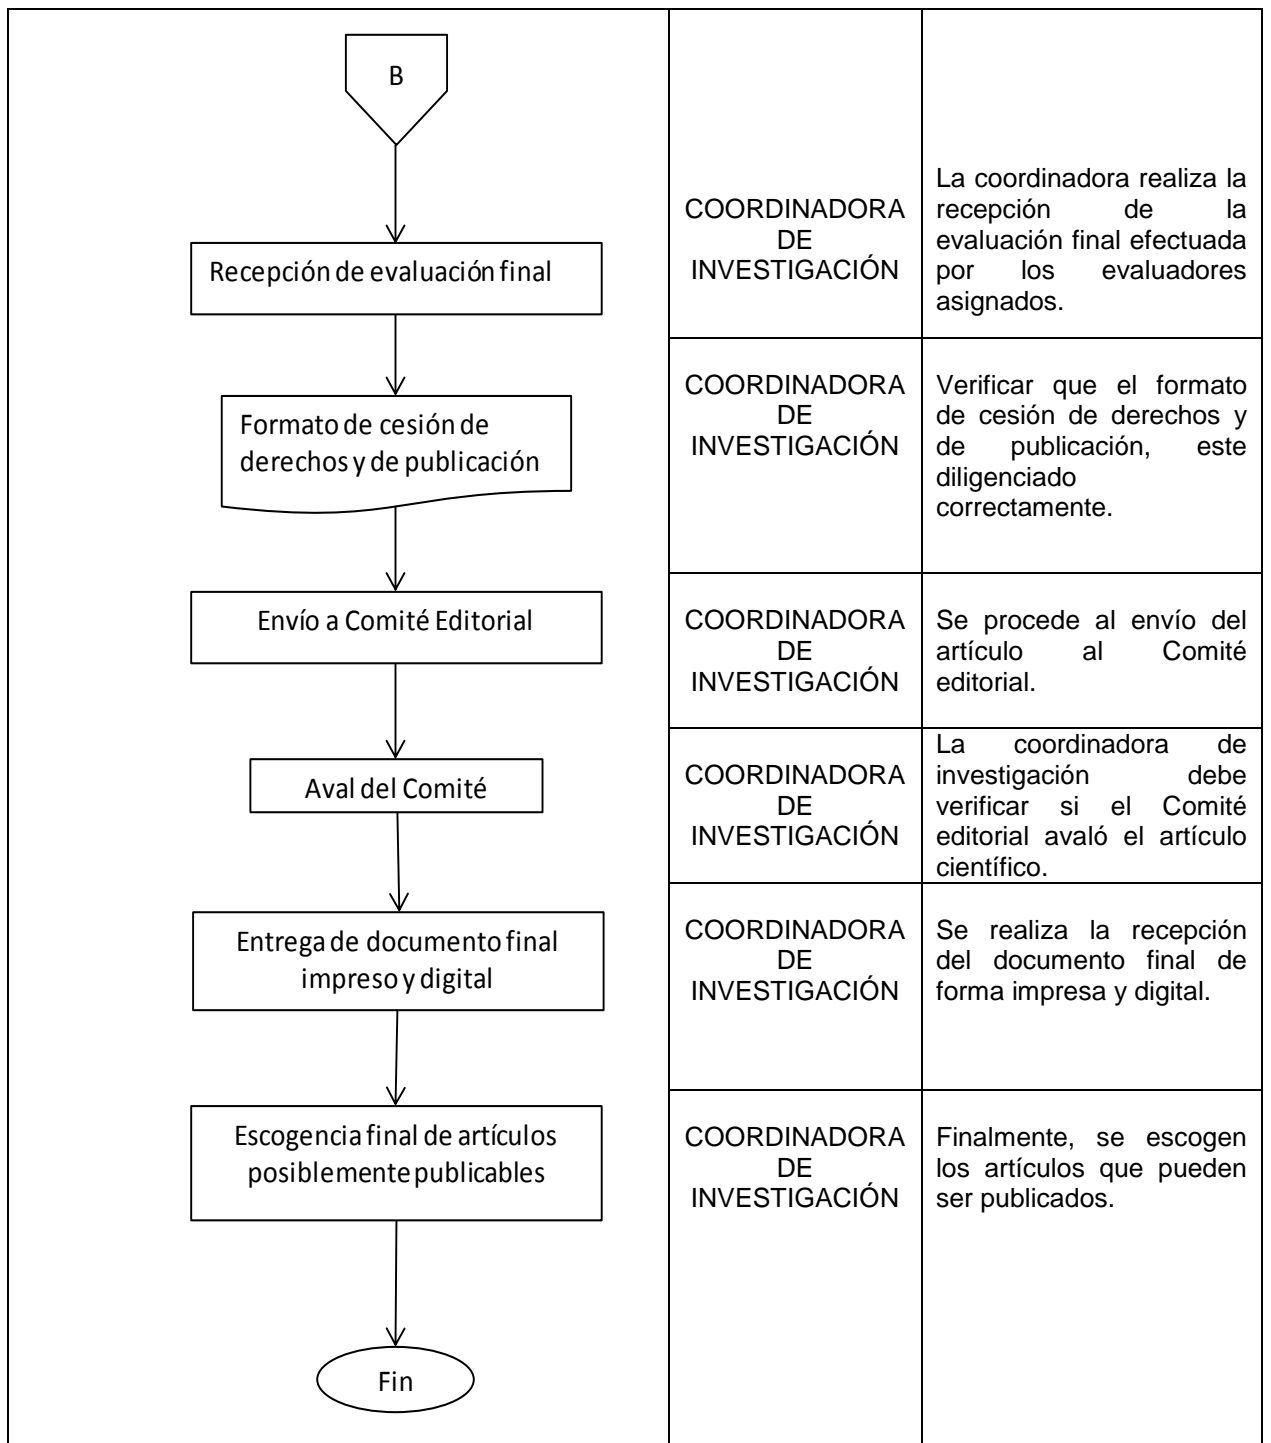 B
Recepción de evaluación final
COORDINADORA
DE
INVESTIGACIÓN
La coordinadora realiza la
recepción de la
evaluación final efectuada
por los evaluadores
asignados.
Formato de cesión de
derechos y de publicación
COORDINADORA
DE
INVESTIGACIÓN
Verificar que el formato
de cesión de derechos y
de publicación, este
diligenciado
correctamente.
Envío a Comité Editorial
COORDINADORA
DE
INVESTIGACIÓN
Se procede al envío del
artículo al Comité
editorial.
Aval del Comité
COORDINADORA
DE
INVESTIGACIÓN
La coordinadora de
investigación debe
verificar si el Comité
editorial avaló el artículo
científico.
Entrega de documento final
impreso y digital
COORDINADORA
DE
INVESTIGACIÓN
Se realiza la recepción
del documento final de
forma impresa y digital.
Escogencia final de artículos
posiblemente publicables
COORDINADORA
DE
INVESTIGACIÓN
Finalmente, se escogen
los artículos que pueden
ser publicados.
Fin